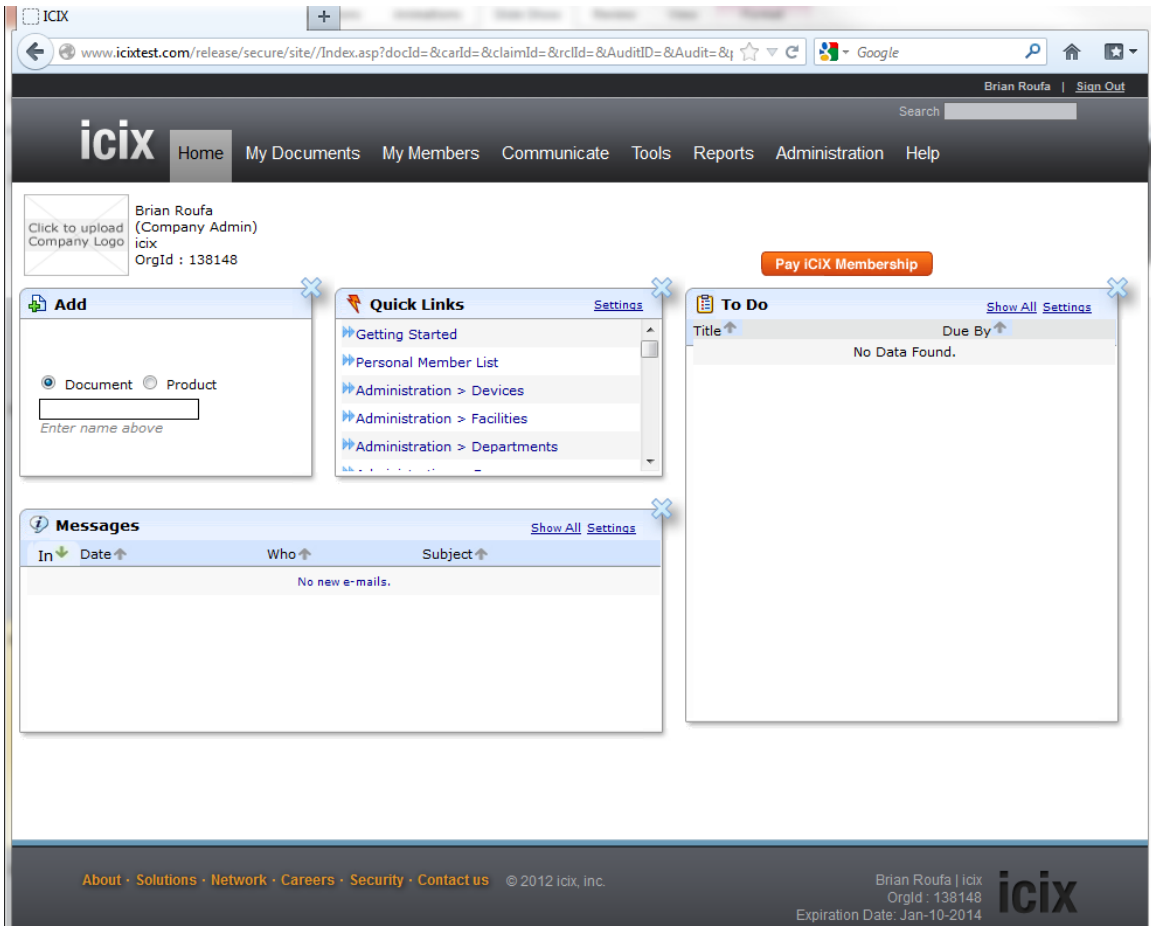 ICIX
+
www.icixtest.com/release/secure/site//Index.asp?docId=&carId=&claimId=&rclId=&AuditID=&Audit=&
Google
Brian Roufa | Sign Out
Search
icix
Home My Documents My Members Communicate Tools Reports Administration Help
Click to upload
Company Logo
Brian Roufa
(Company Admin)
icix
OrgId : 138148
Pay iCiX Membership
Add
Document Product
Enter name above
Quick Links Settings
Getting Started
Personal Member List
Administration > Devices
Administration > Facilities
Administration > Departments
To Do Show All Settings
Title Due By
No Data Found.
Messages Show All Settings
In Date Who Subject
No new e-mails.
About · Solutions · Network · Careers · Security · Contact us © 2012 icix, inc.
Brian Roufa | icix
OrgId : 138148
Expiration Date: Jan-10-2014
icix